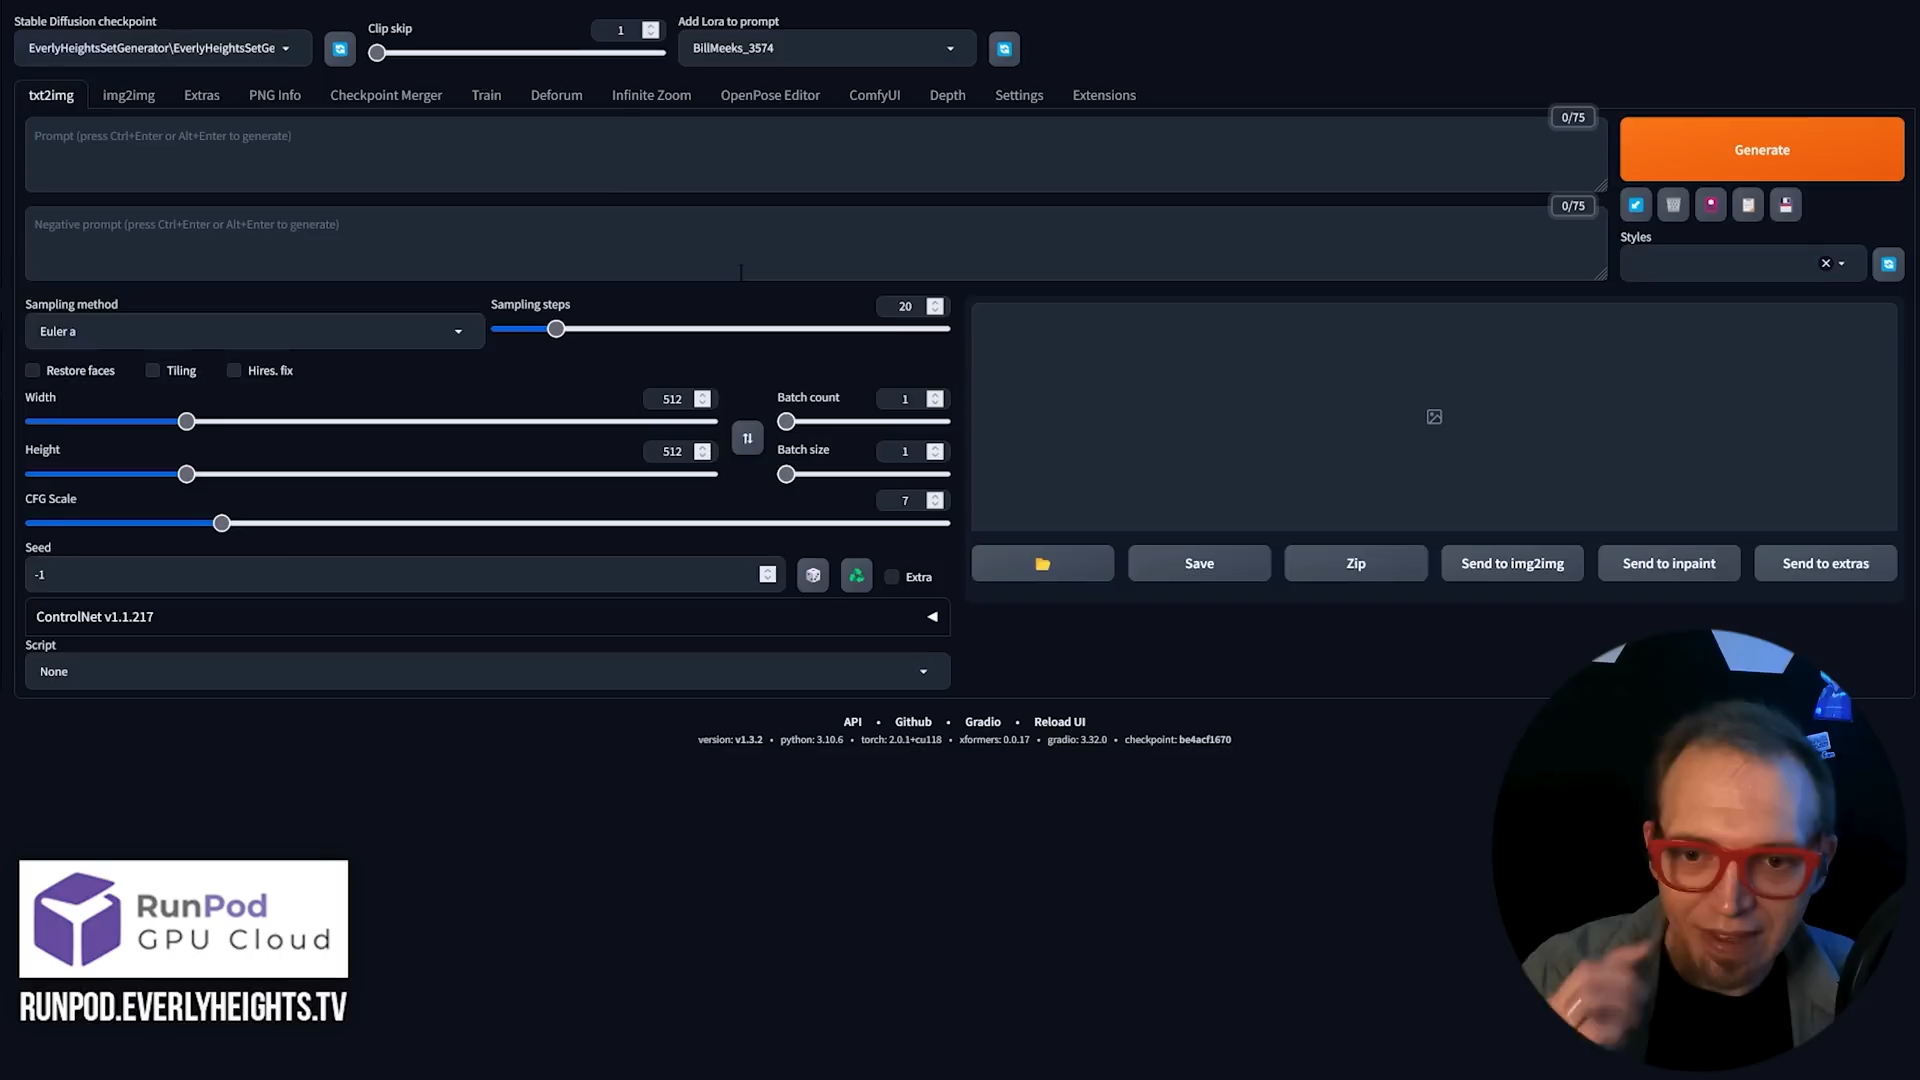 Stable Diffusion checkpoint
EverlyHeightsSetGenerator\EverlyHeightsSetGe
Clip skip
1
Add Lora to prompt
BillMeeks_3574
txt2img
img2img
Extras
PNG Info
Checkpoint Merger
Train
Deforum
Infinite Zoom
OpenPose Editor
ComfyUI
Depth
Settings
Extensions
Prompt (press Ctrl+Enter or Alt+Enter to generate)
0/75
Generate
Negative prompt (press Ctrl+Enter or Alt+Enter to generate)
0/75
Styles
Sampling method
Euler a
Sampling steps
20
Restore faces
Tiling
Hires. fix
Width
512
Batch count
1
Height
512
Batch size
1
CFG Scale
7
Seed
-1
Extra
Save
Zip
Send to img2img
Send to inpaint
Send to extras
ControlNet v1.1.217
Script
None
API • Github • Gradio • Reload UI
version: v1.3.2 • python: 3.10.6 • torch: 2.0.1+cu118 • xformers: 0.0.17 • gradio: 3.32.0 • checkpoint: be4acf1670
RunPod
GPU Cloud
RUNPOD.EVERLYHEIGHTS.TV